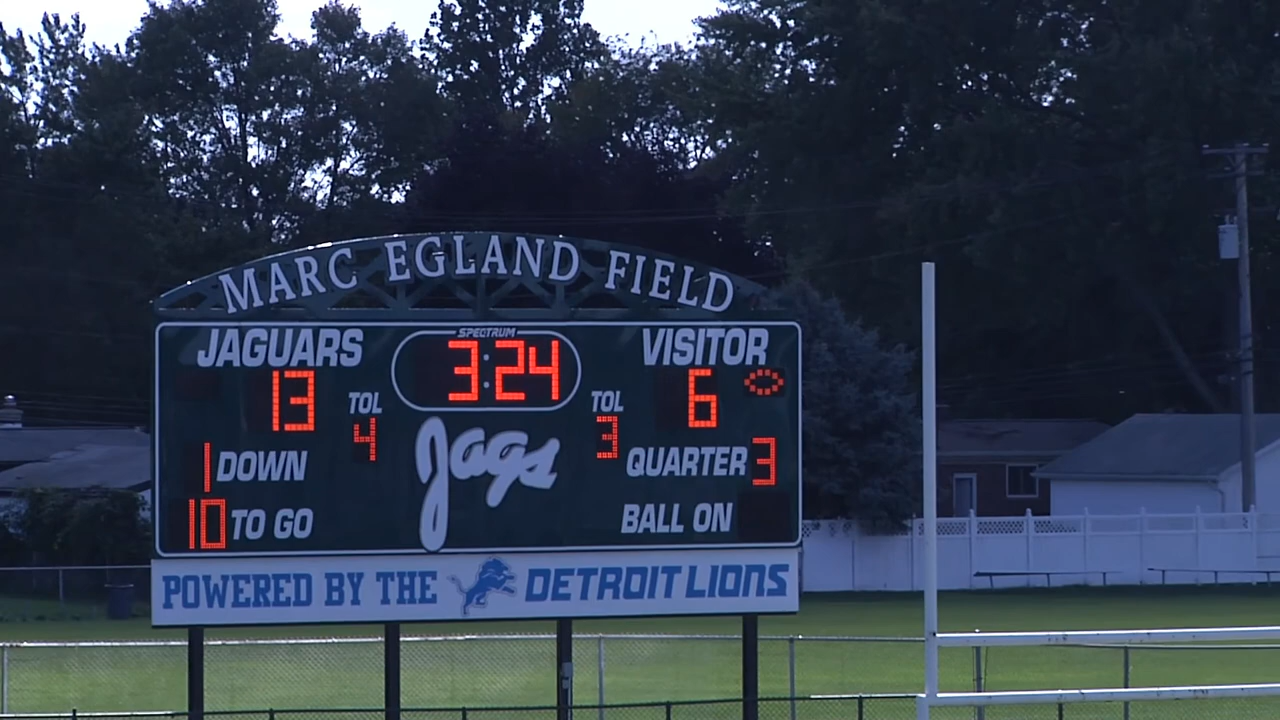 MARC EGLAND FIELD
SPECTRUM
JAGUARS 3:24 VISITOR
13 TOL TOL 6
4 3
1 DOWN Jags QUARTER 3
10 TO GO BALL ON
POWERED BY THE DETROIT LIONS